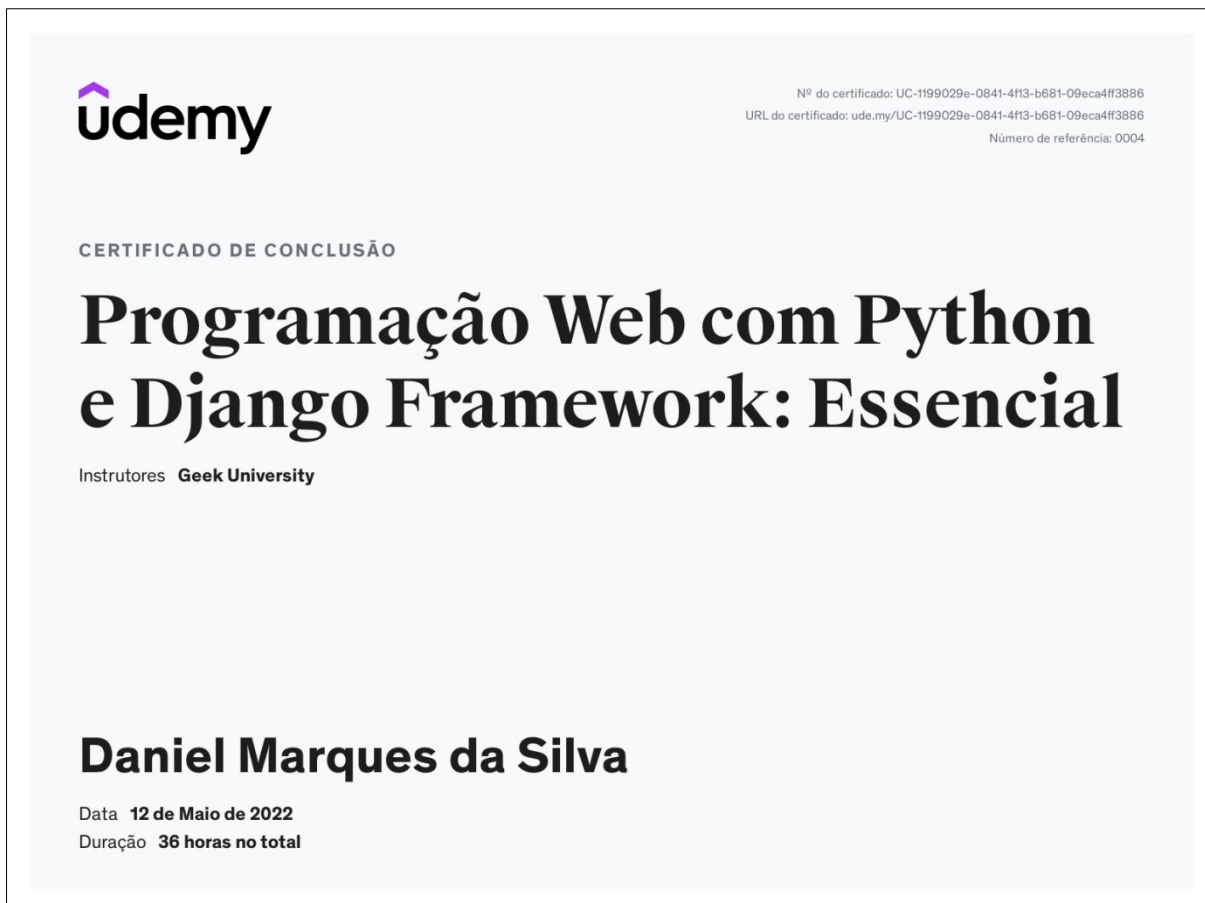 udemy
Nº do certificado: UC-1199029e-0841-4f13-b681-09eca4ff3886
URL do certificado: ude.my/UC-1199029e-0841-4f13-b681-09eca4ff3886
Número de referência: 0004
CERTIFICADO DE CONCLUSÃO
Programação Web com Python
e Django Framework: Essencial
Instrutores Geek University
Daniel Marques da Silva
Data 12 de Maio de 2022
Duração 36 horas no total